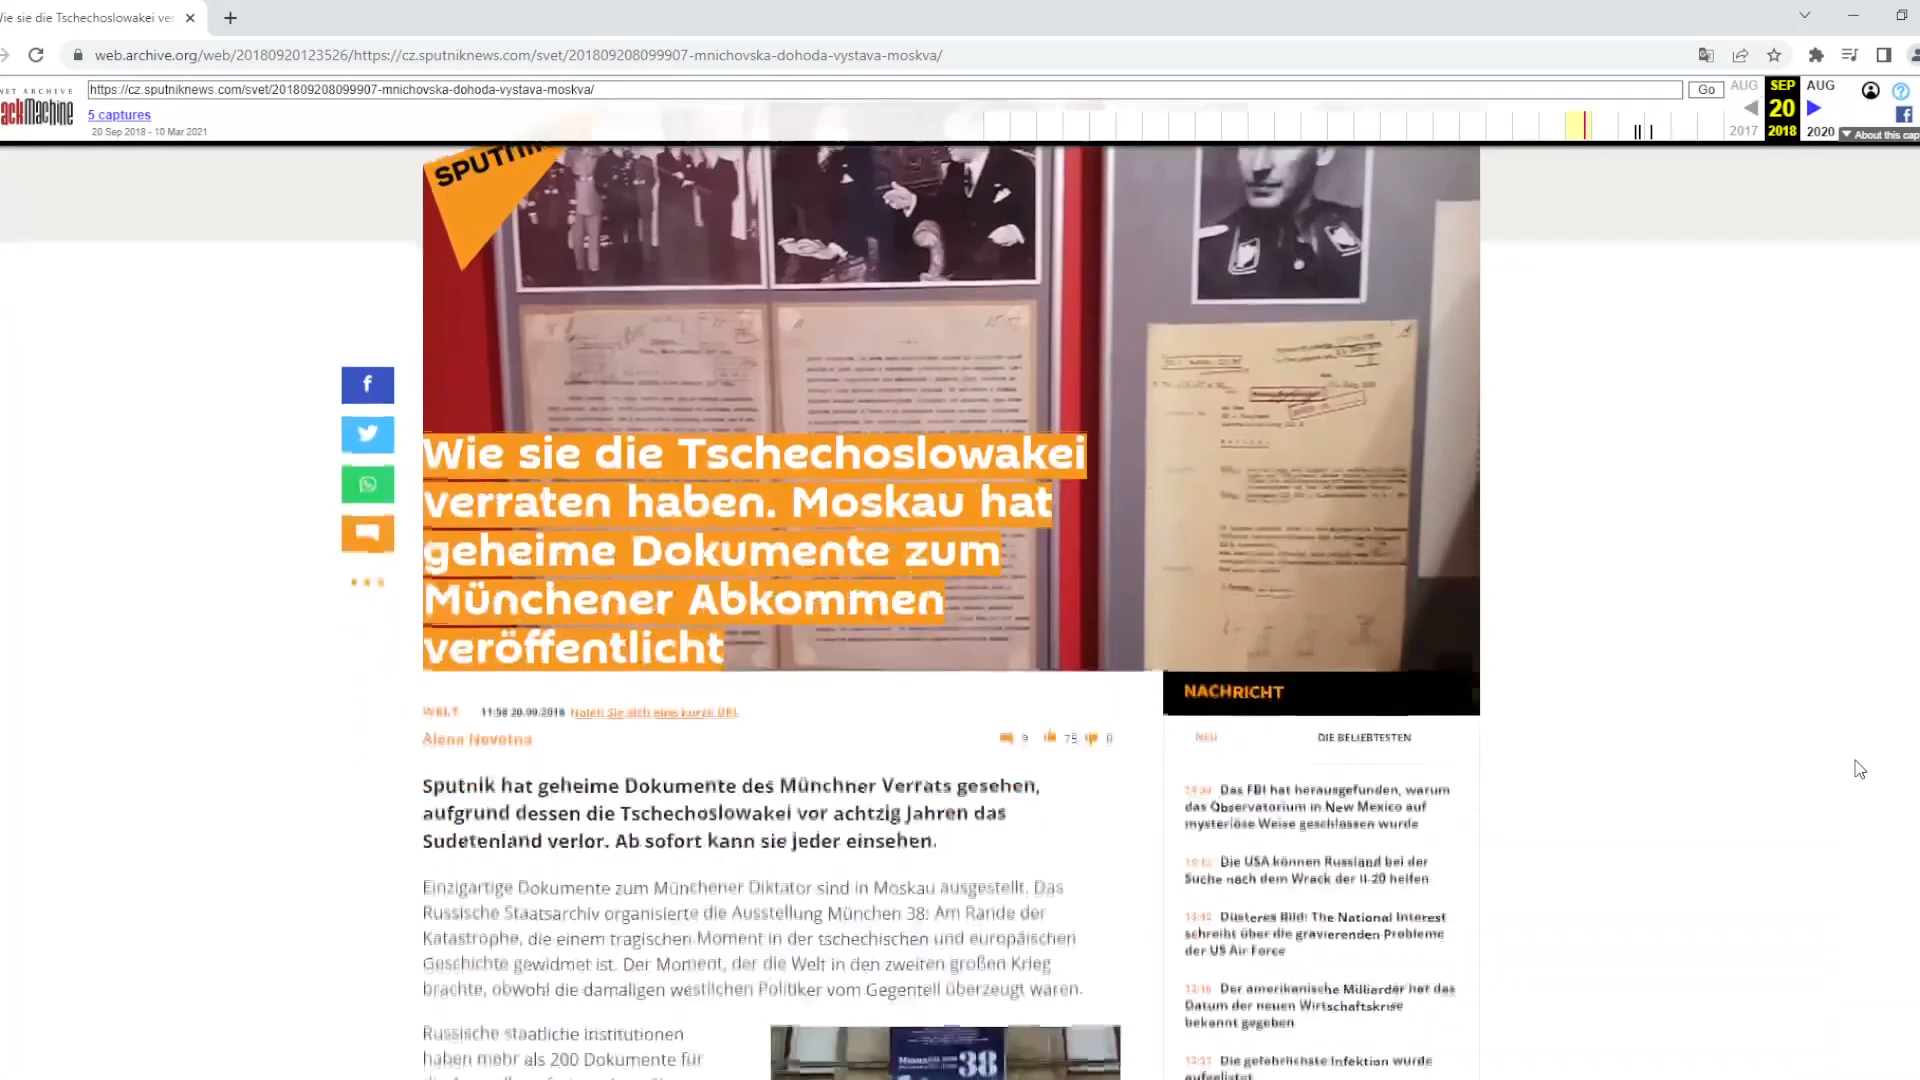 Wie sie die Tschechoslowakei ver
web.archive.org/web/20180920123526/https://cz.sputniknews.com/svet/201809208099907-mnichovska-dohoda-vystava-moskva/
NET ARCHIVE
ackMachine
https://cz.sputniknews.com/svet/201809208099907-mnichovska-dohoda-vystava-moskva/
Go
5 captures
20 Sep 2018 - 10 Mar 2021
AUG SEP AUG
20
2017 2018 2020
About this cap
SPUTNIK
Wie sie die Tschechoslowakei
verraten haben. Moskau hat
geheime Dokumente zum
Münchener Abkommen
veröffentlicht
WELT 11:58 20.09.2018 Holen Sie sich eine kurze URL
Alena Novotna
9 75 0
Sputnik hat geheime Dokumente des Münchner Verrats gesehen,
aufgrund dessen die Tschechoslowakei vor achtzig Jahren das
Sudetenland verlor. Ab sofort kann sie jeder einsehen.
Einzigartige Dokumente zum Münchener Diktator sind in Moskau ausgestellt. Das
Russische Staatsarchiv organisierte die Ausstellung München 38: Am Rande der
Katastrophe, die einem tragischen Moment in der tschechischen und europäischen
Geschichte gewidmet ist. Der Moment, der die Welt in den zweiten großen Krieg
brachte, obwohl die damaligen westlichen Politiker vom Gegenteil überzeugt waren.
Russische staatliche Institutionen
haben mehr als 200 Dokumente für
38
NACHRICHT
NEU DIE BELIEBTESTEN
Das FBI hat herausgefunden, warum
das Observatorium in New Mexico auf
mysteriöse Weise geschlossen wurde
Die USA können Russland bei der
Suche nach dem Wrack der Il-20 helfen
Düsteres Bild: The National Interest
schreibt über die gravierenden Probleme
der US Air Force
Der amerikanische Milliardär hat das
Datum der neuen Wirtschaftskrise
bekannt gegeben
Die gefährlichste Infektion wurde
aufgelistet